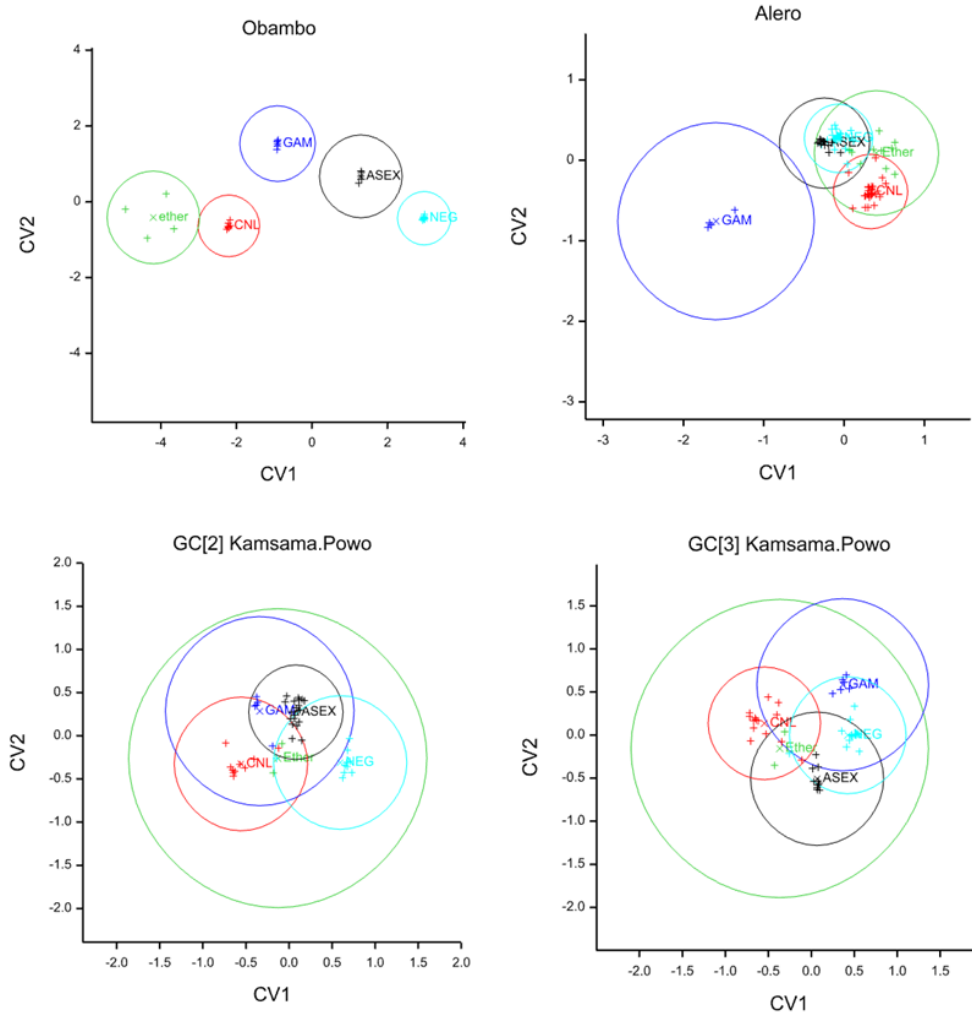 Obambo
4
2
0
-2
-4
CV2
GAM
ASEX
ether
CNL
NEG
-4
-2
0
2
4
CV1
Alero
1
0
-1
-2
-3
CV2
NEG
ASEX
Ether
CNL
GAM
-3
-2
-1
0
1
CV1
GC[2] Kamsama.Powo
2.0
1.5
1.0
0.5
0.0
-0.5
-1.0
-1.5
-2.0
CV2
GAM
ASEX
Ether
CNL
NEG
-2.0
-1.5
-1.0
-0.5
0.0
0.5
1.0
1.5
2.0
CV1
GC[3] Kamsama.Powo
1.5
1.0
0.5
0.0
-0.5
-1.0
-1.5
-2.0
CV2
GAM
CNL
NEG
Ether
ASEX
-2.0
-1.5
-1.0
-0.5
0.0
0.5
1.0
1.5
CV1